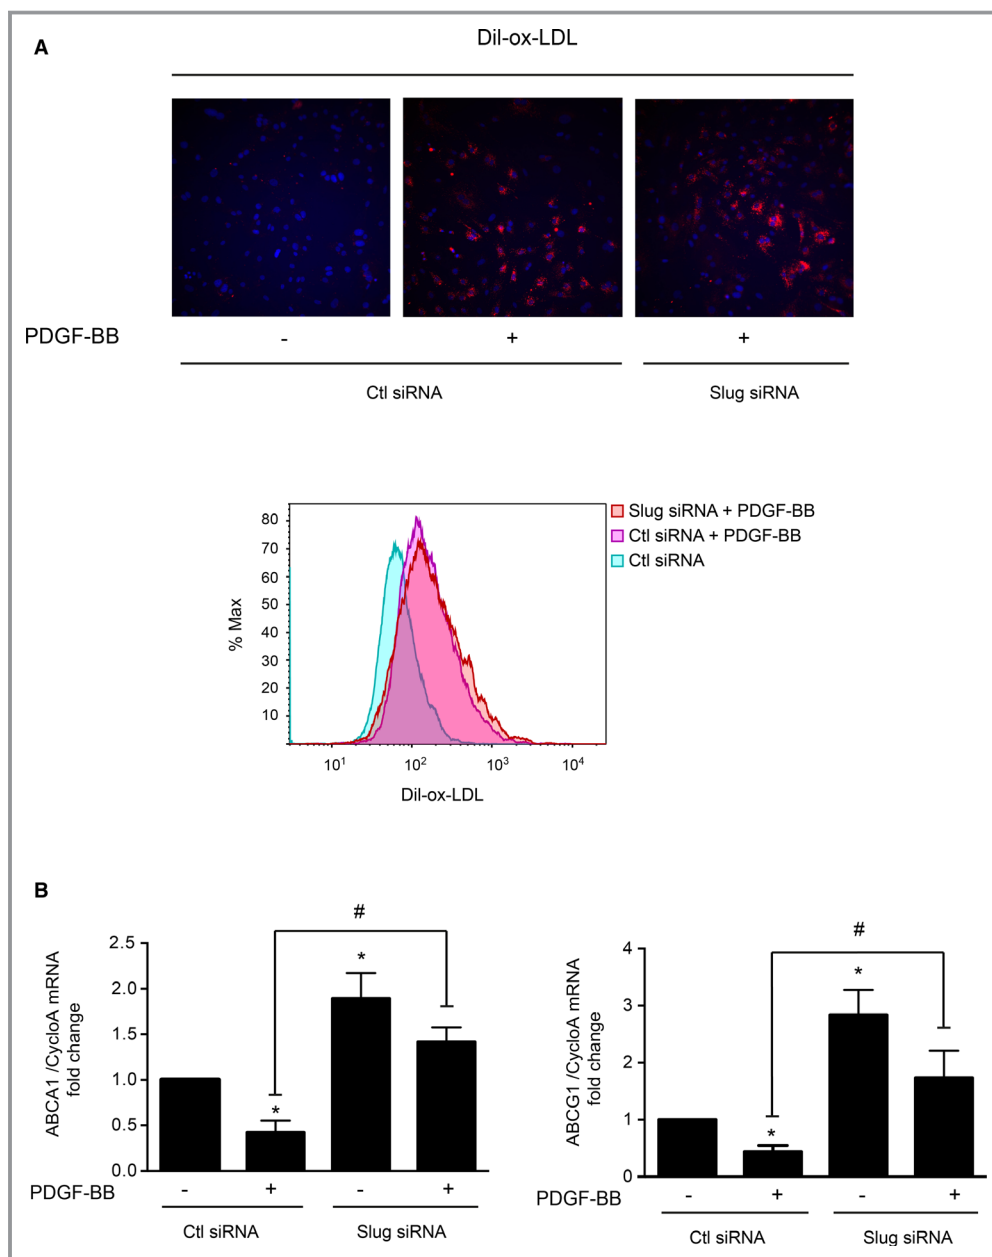 A
Dil-ox-LDL
PDGF-BB - + +
Ctl siRNA Slug siRNA
80
70
60
50
40
30
20
10
% Max
10¹ 10² 10³ 10⁴
Dil-ox-LDL
Slug siRNA + PDGF-BB
Ctl siRNA + PDGF-BB
Ctl siRNA
B
ABCA1 /CycloA mRNA
fold change
2.5
2.0
1.5
1.0
0.5
0.0
#
*
*
PDGF-BB - + - +
Ctl siRNA Slug siRNA
ABCG1 /CycloA mRNA
fold change
4
3
2
1
0
#
*
*
PDGF-BB - + - +
Ctl siRNA Slug siRNA